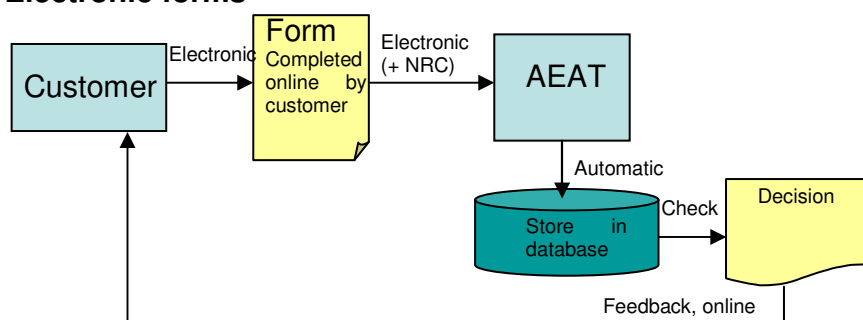 Electronic forms
Customer
Electronic
Form
Completed
online by
customer
Electronic
(+ NRC)
AEAT
Automatic
Store in
database
Check
Decision
Feedback, online